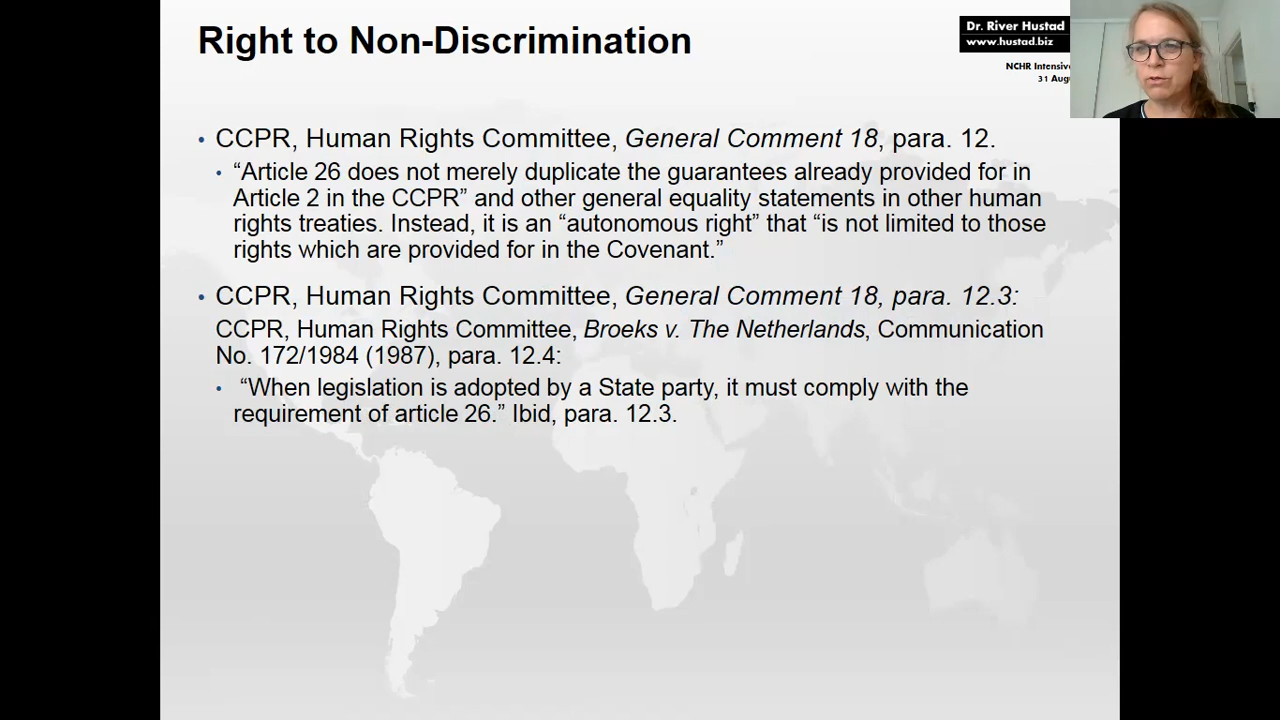 Right to Non-Discrimination
Dr. River Hustad
www.hustad.biz
NCHR Intensive
31
• CCPR, Human Rights Committee, General Comment 18, para. 12.
• “Article 26 does not merely duplicate the guarantees already provided for in
Article 2 in the CCPR” and other general equality statements in other human
rights treaties. Instead, it is an “autonomous right” that “is not limited to those
rights which are provided for in the Covenant.”
• CCPR, Human Rights Committee, General Comment 18, para. 12.3:
CCPR, Human Rights Committee, Broeks v. The Netherlands, Communication
No. 172/1984 (1987), para. 12.4:
• “When legislation is adopted by a State party, it must comply with the
requirement of article 26.” Ibid, para. 12.3.